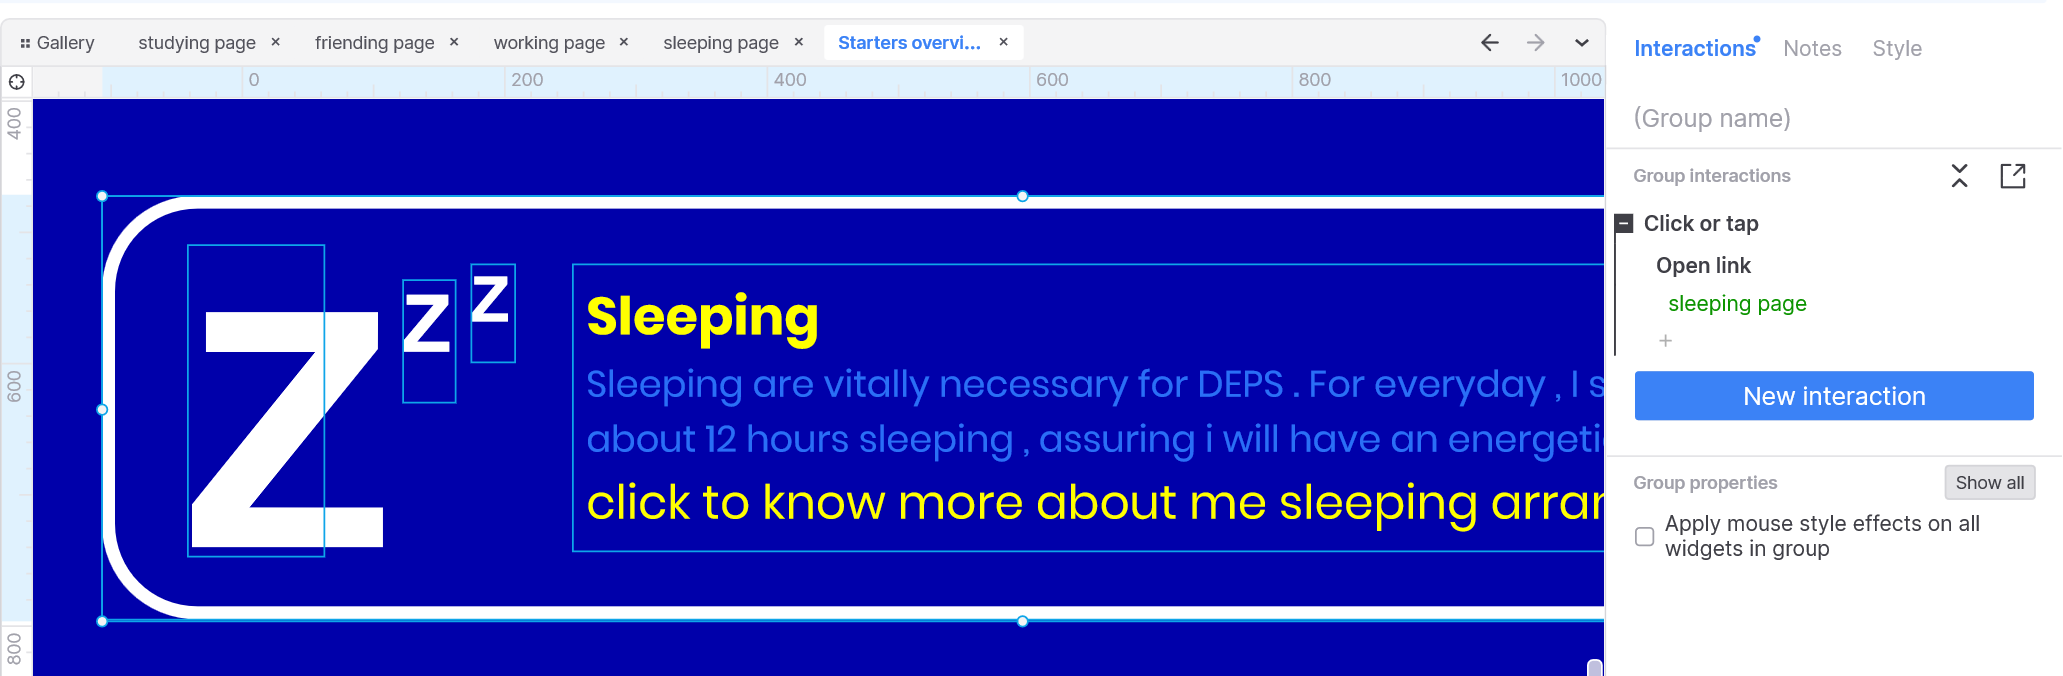 Gallery studying page × friending page × working page × sleeping page × Starters overvi... ×
0 200 400 600 800 1000
400
600
800
Z z z
Sleeping
Sleeping are vitally necessary for DEPS . For everyday , I s
about 12 hours sleeping , assuring i will have an energeti
click to know more about me sleeping arrar
Interactions Notes Style
(Group name)
Group interactions
Click or tap
Open link
sleeping page
+
New interaction
Group properties Show all
Apply mouse style effects on all
widgets in group